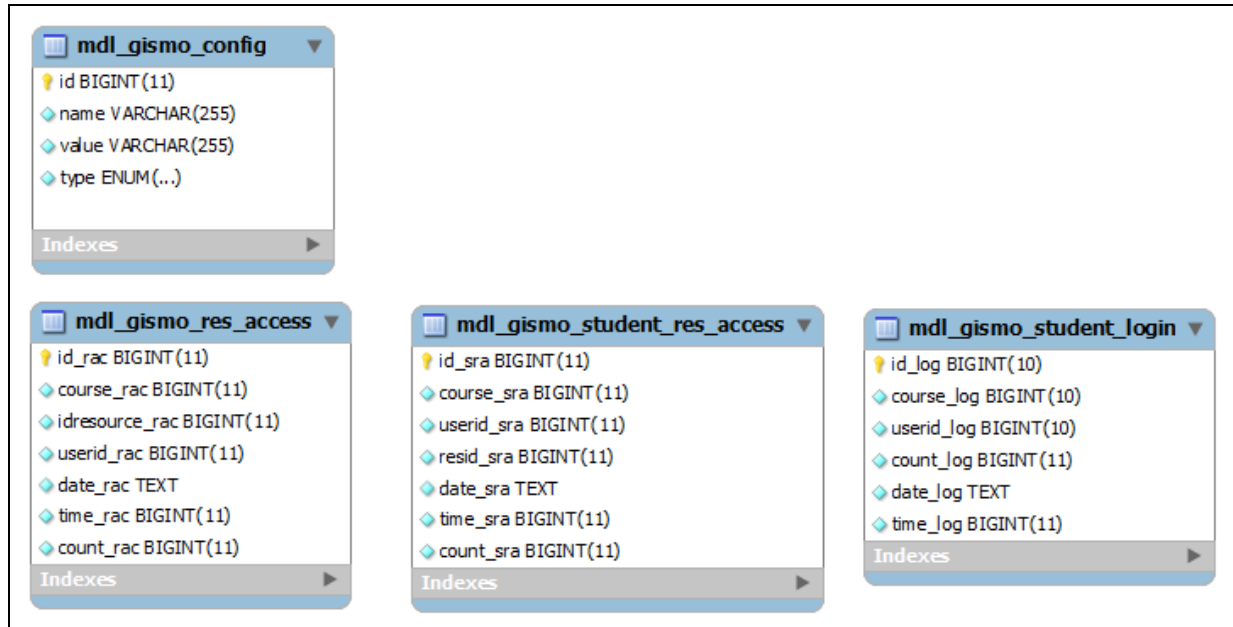 mdl_gismo_config
id BIGINT(11)
name VARCHAR(255)
value VARCHAR(255)
type ENUM(...)
Indexes
mdl_gismo_res_access
id_rac BIGINT(11)
course_rac BIGINT(11)
idresource_rac BIGINT(11)
userid_rac BIGINT(11)
date_rac TEXT
time_rac BIGINT(11)
count_rac BIGINT(11)
Indexes
mdl_gismo_student_res_access
id_sra BIGINT(11)
course_sra BIGINT(11)
userid_sra BIGINT(11)
resid_sra BIGINT(11)
date_sra TEXT
time_sra BIGINT(11)
count_sra BIGINT(11)
Indexes
mdl_gismo_student_login
id_log BIGINT(10)
course_log BIGINT(10)
userid_log BIGINT(10)
count_log BIGINT(11)
date_log TEXT
time_log BIGINT(11)
Indexes